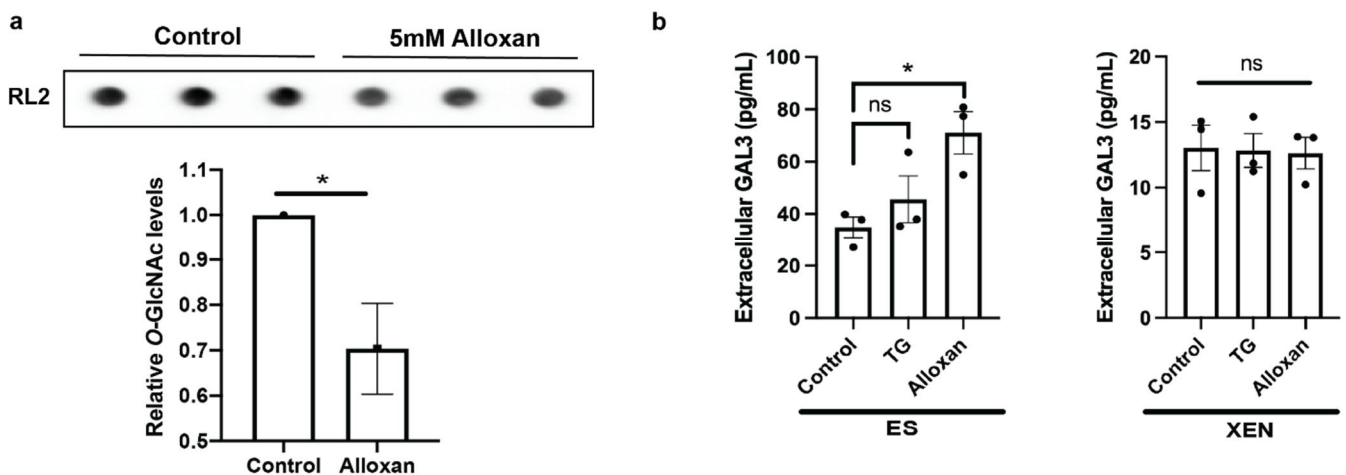 a
Control 5mM Alloxan
RL2
Relative O-GlcNAc levels
1.1
1.0
0.9
0.8
0.7
0.6
0.5
*
Control Alloxan
b
Extracellular GAL3 (pg/mL)
100
80
60
40
20
0
*
ns
Control TG Alloxan
ES
Extracellular GAL3 (pg/mL)
20
15
10
5
0
ns
Control TG Alloxan
XEN